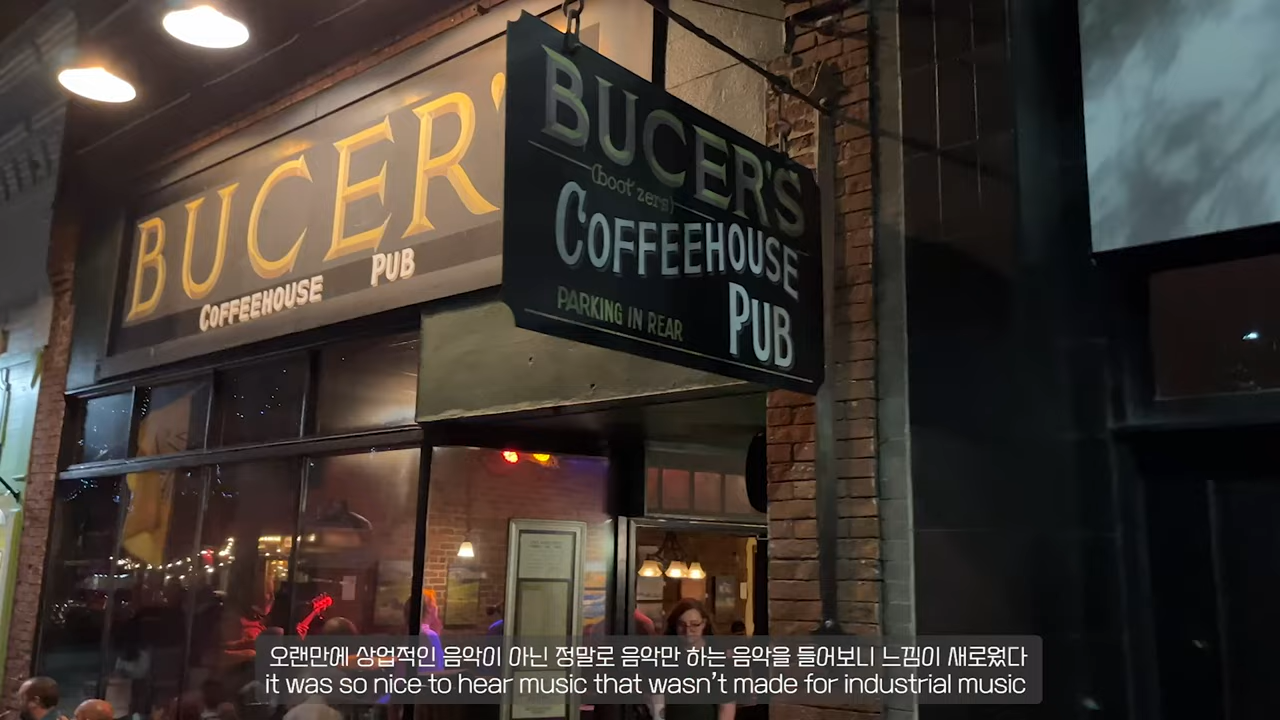 BUCER'
COFFEEHOUSE PUB
BUCER'S
(boot'zers)
COFFEEHOUSE
PUB
PARKING IN REAR
오랜만에 상업적인 음악이 아닌 정말로 음악만 하는 음악을 들어보니 느낌이 새로웠다
it was so nice to hear music that wasn't made for industrial music